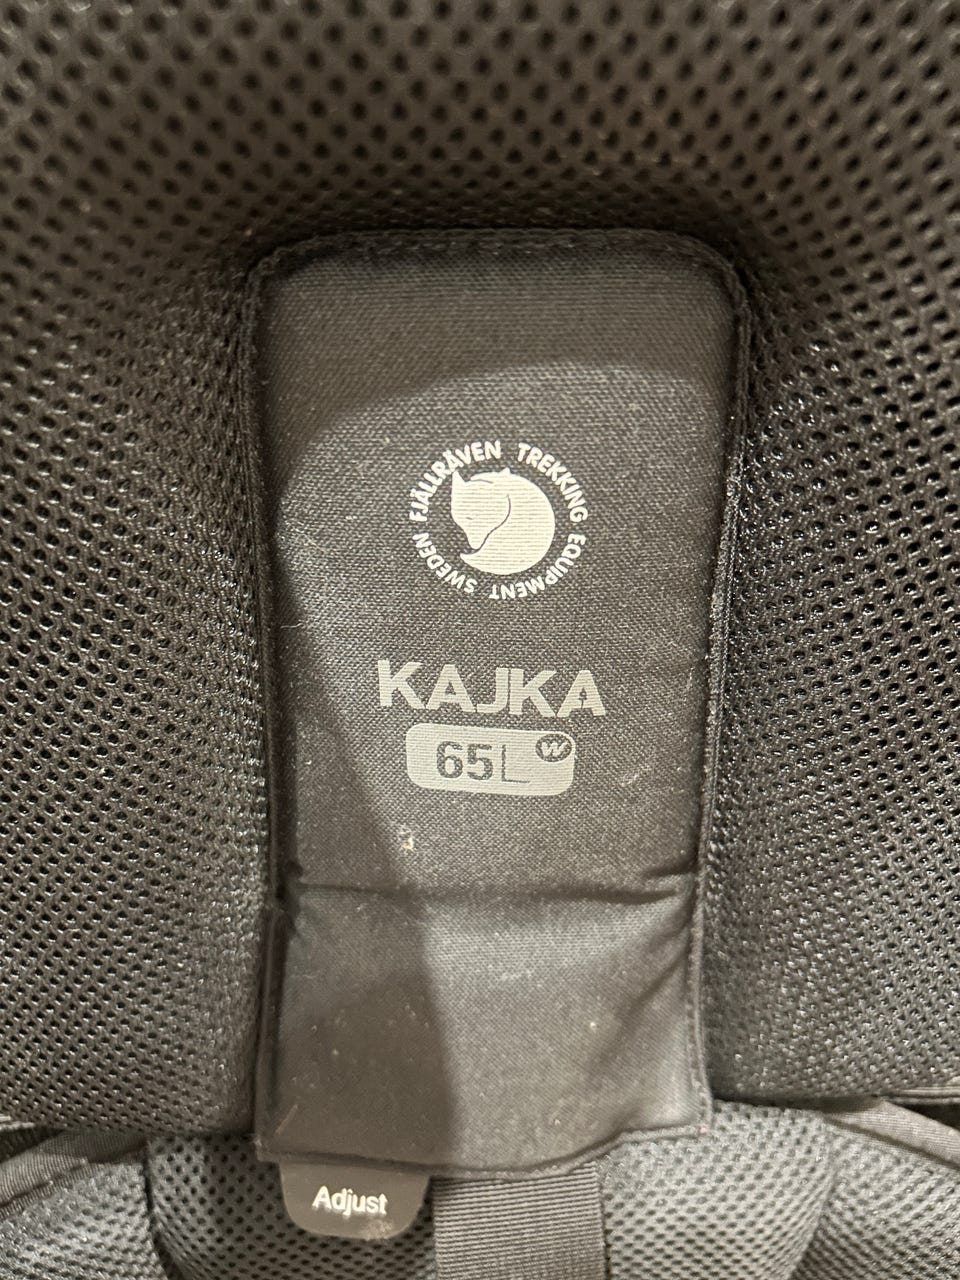 FJÄLLRÄVEN TREKKING EQUIPMENT SWEDEN
KAJKA
65L W
Adjust